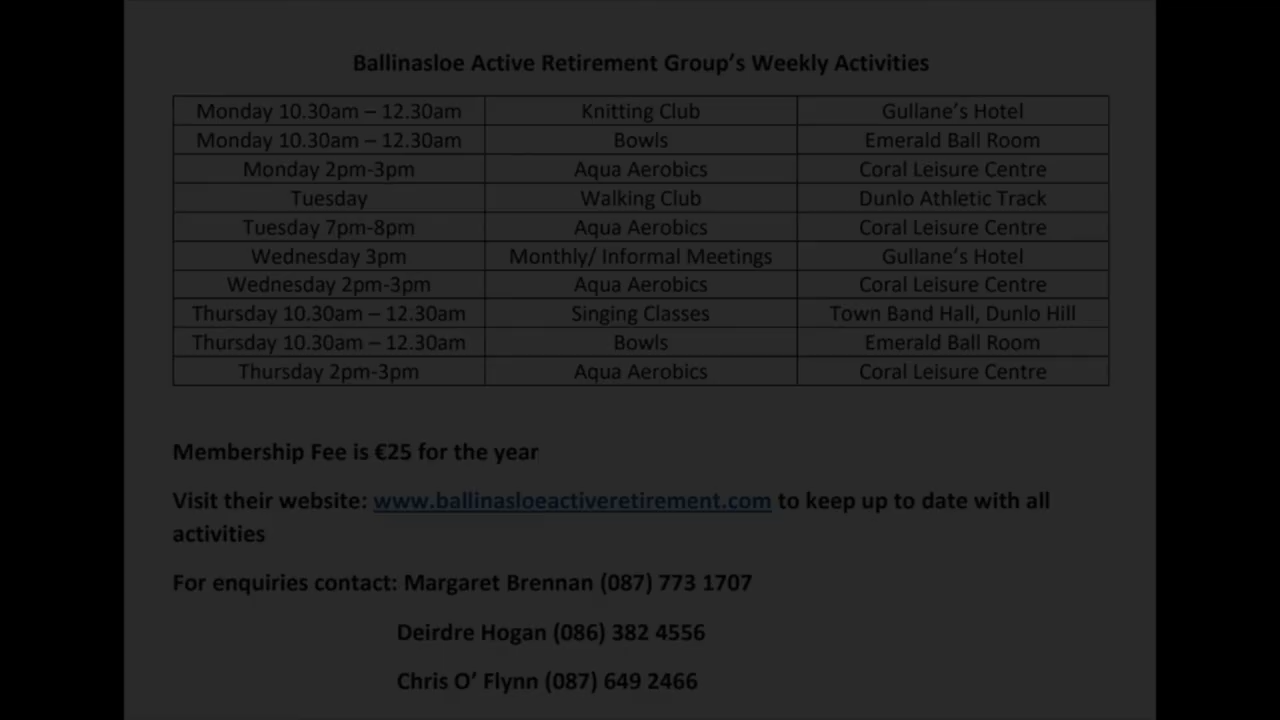 Ballinasloe Active Retirement Group's Weekly Activities
Monday 10.30am – 12.30am Knitting Club Gullane's Hotel
Monday 10.30am – 12.30am Bowls Emerald Ball Room
Monday 2pm-3pm Aqua Aerobics Coral Leisure Centre
Tuesday Walking Club Dunlo Athletic Track
Tuesday 7pm-8pm Aqua Aerobics Coral Leisure Centre
Wednesday 3pm Monthly/ Informal Meetings Gullane's Hotel
Wednesday 2pm-3pm Aqua Aerobics Coral Leisure Centre
Thursday 10.30am – 12.30am Singing Classes Town Band Hall, Dunlo Hill
Thursday 10.30am – 12.30am Bowls Emerald Ball Room
Thursday 2pm-3pm Aqua Aerobics Coral Leisure Centre
Membership Fee is €25 for the year
Visit their website: www.ballinasloeactiveretirement.com to keep up to date with all
activities
For enquiries contact: Margaret Brennan (087) 773 1707
Deirdre Hogan (086) 382 4556
Chris O' Flynn (087) 649 2466